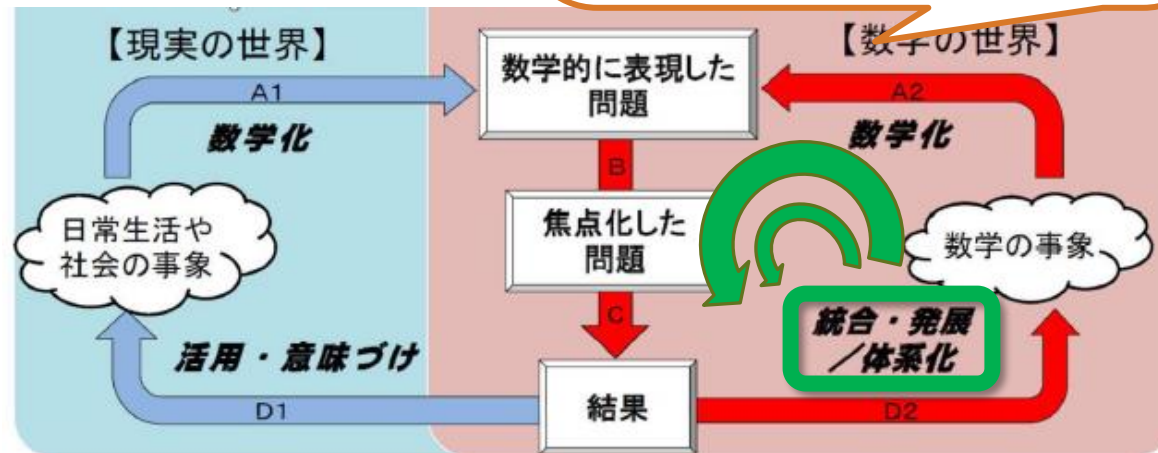 【現実の世界】
【数学の世界】
数学的に表現した
問題
A1
A2
数学化
数学化
B
日常生活や
社会の事象
焦点化した
問題
数学の事象
C
統合・発展
／体系化
活用・意味づけ
結果
D1
D2